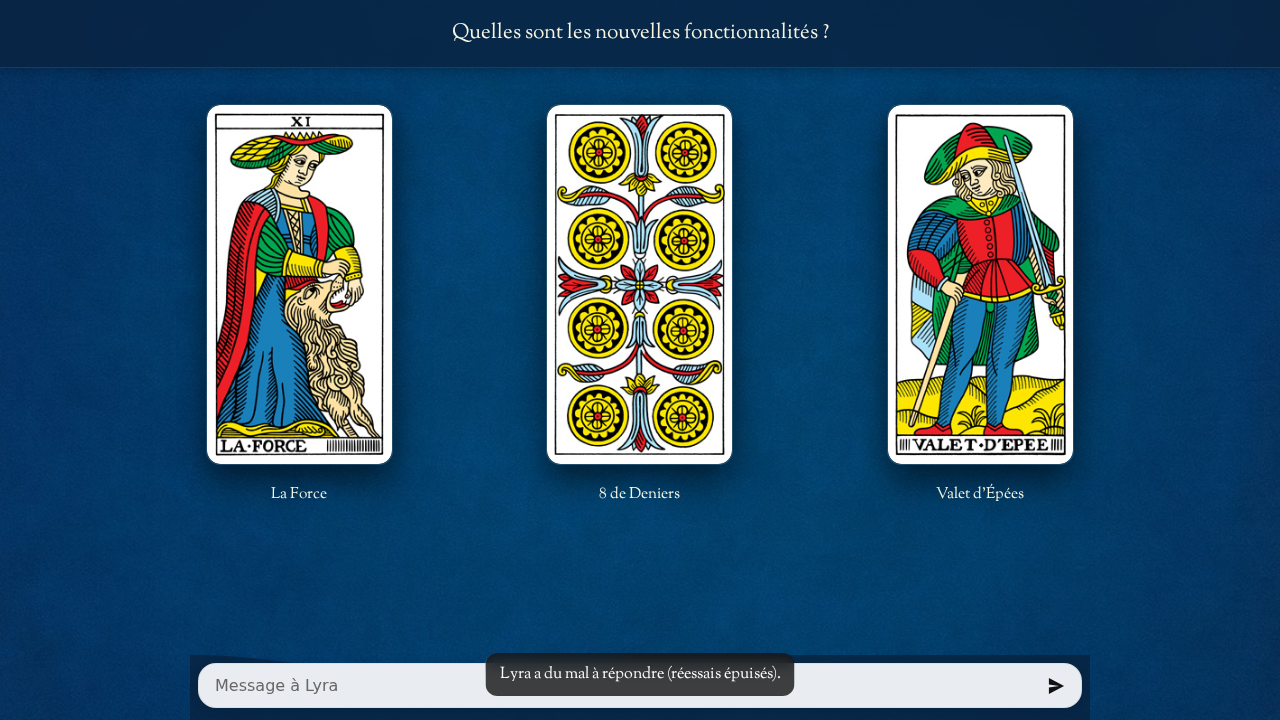 Quelles sont les nouvelles fonctionnalités ?
XI
LA·FORCE
VALET·D'EPEE
La Force
8 de Deniers
Valet d’Épées
Lyra a du mal à répondre (réessais épuisés).
Message à Lyra